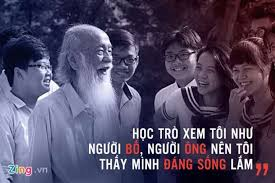 HỌC TRÒ XEM TÔI NHƯ
NGƯỜI BỐ, NGƯỜI ÔNG NÊN TÔI
THẤY MÌNH ĐÁNG SỐNG LẮM
Zing.vn